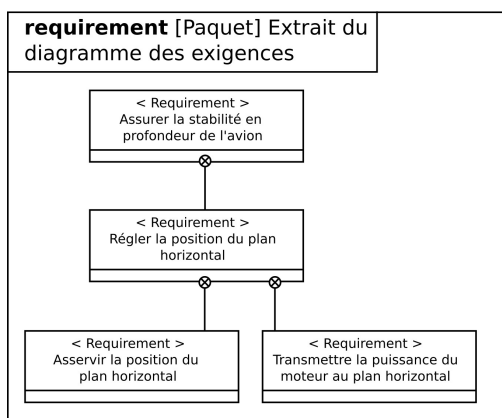 requirement [Paquet] Extrait du
diagramme des exigences
< Requirement >
Assurer la stabilité en
profondeur de l'avion
< Requirement >
Régler la position du plan
horizontal
< Requirement >
Asservir la position du
plan horizontal
< Requirement >
Transmettre la puissance du
moteur au plan horizontal